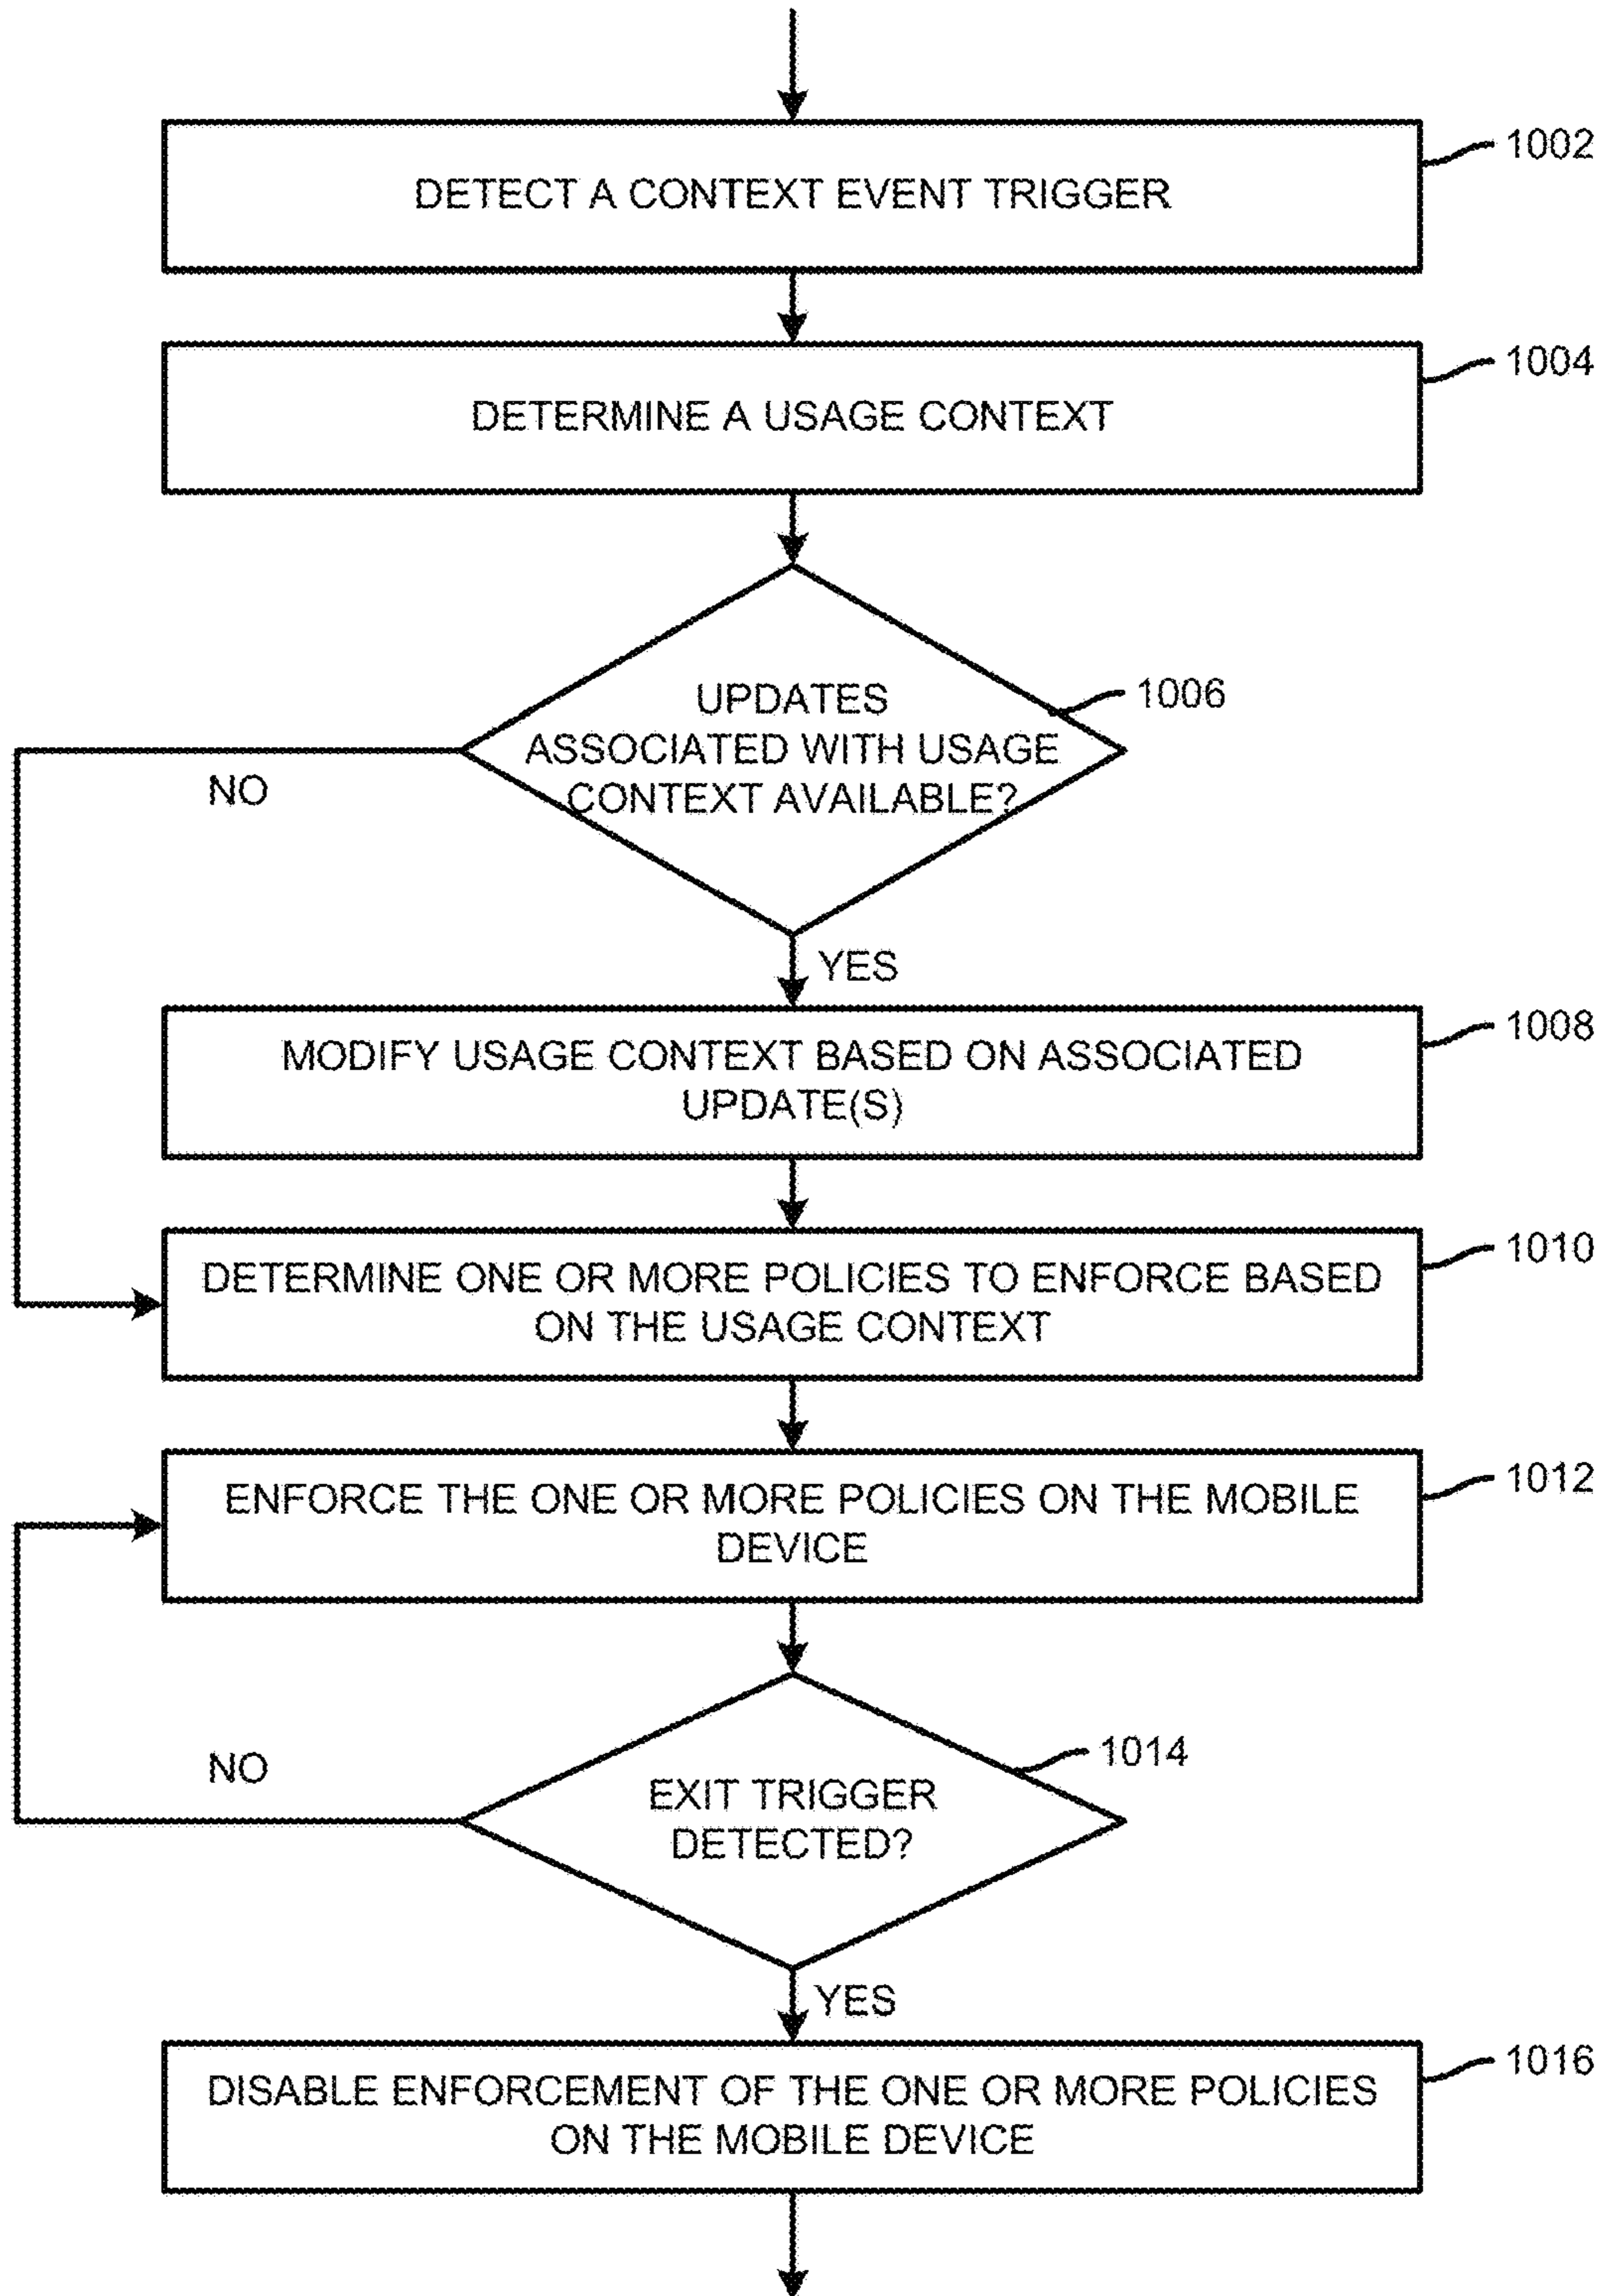 DETECT A CONTEXT EVENT TRIGGER
1002
DETERMINE A USAGE CONTEXT
1004
UPDATES
ASSOCIATED WITH USAGE
CONTEXT AVAILABLE?
1006
NO
YES
MODIFY USAGE CONTEXT BASED ON ASSOCIATED
UPDATE(S)
1008
DETERMINE ONE OR MORE POLICIES TO ENFORCE BASED
ON THE USAGE CONTEXT
1010
ENFORCE THE ONE OR MORE POLICIES ON THE MOBILE
DEVICE
1012
EXIT TRIGGER
DETECTED?
1014
NO
YES
DISABLE ENFORCEMENT OF THE ONE OR MORE POLICIES
ON THE MOBILE DEVICE
1016